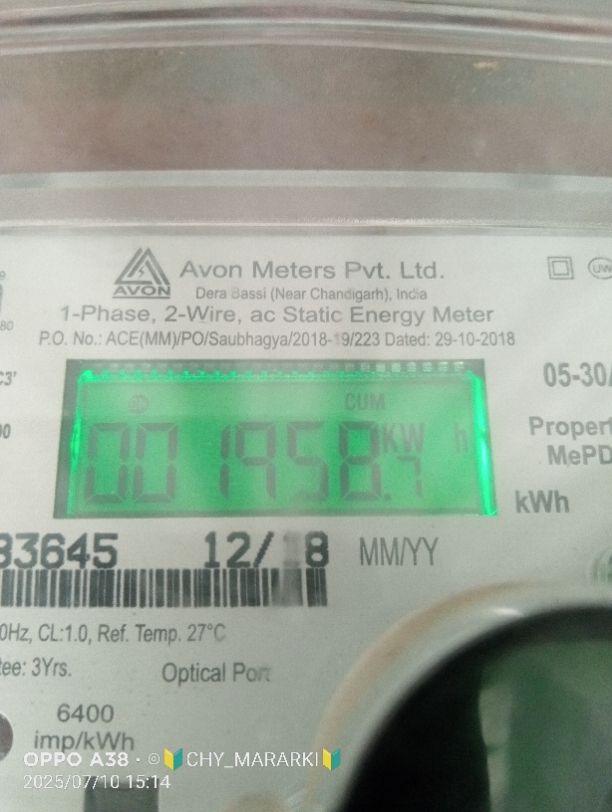 Avon Meters Pvt. Ltd.
AVON
Dera Bassi (Near Chandigarh), India
1-Phase, 2-Wire, ac Static Energy Meter
P.O. No.: ACE(MM)/PO/Saubhagya/2018-19/223 Dated: 29-10-2018
05-30/
CUM
001958.7 KW h
Propert
MePD
kWh
33645 12/ 8 MM/YY
0Hz, CL:1.0, Ref. Temp. 27°C
tee: 3Yrs.
Optical Port
6400
imp/kWh
OPPO A38 · ©🔰CHY_MARARKI🔰
2025/07/10 15:14